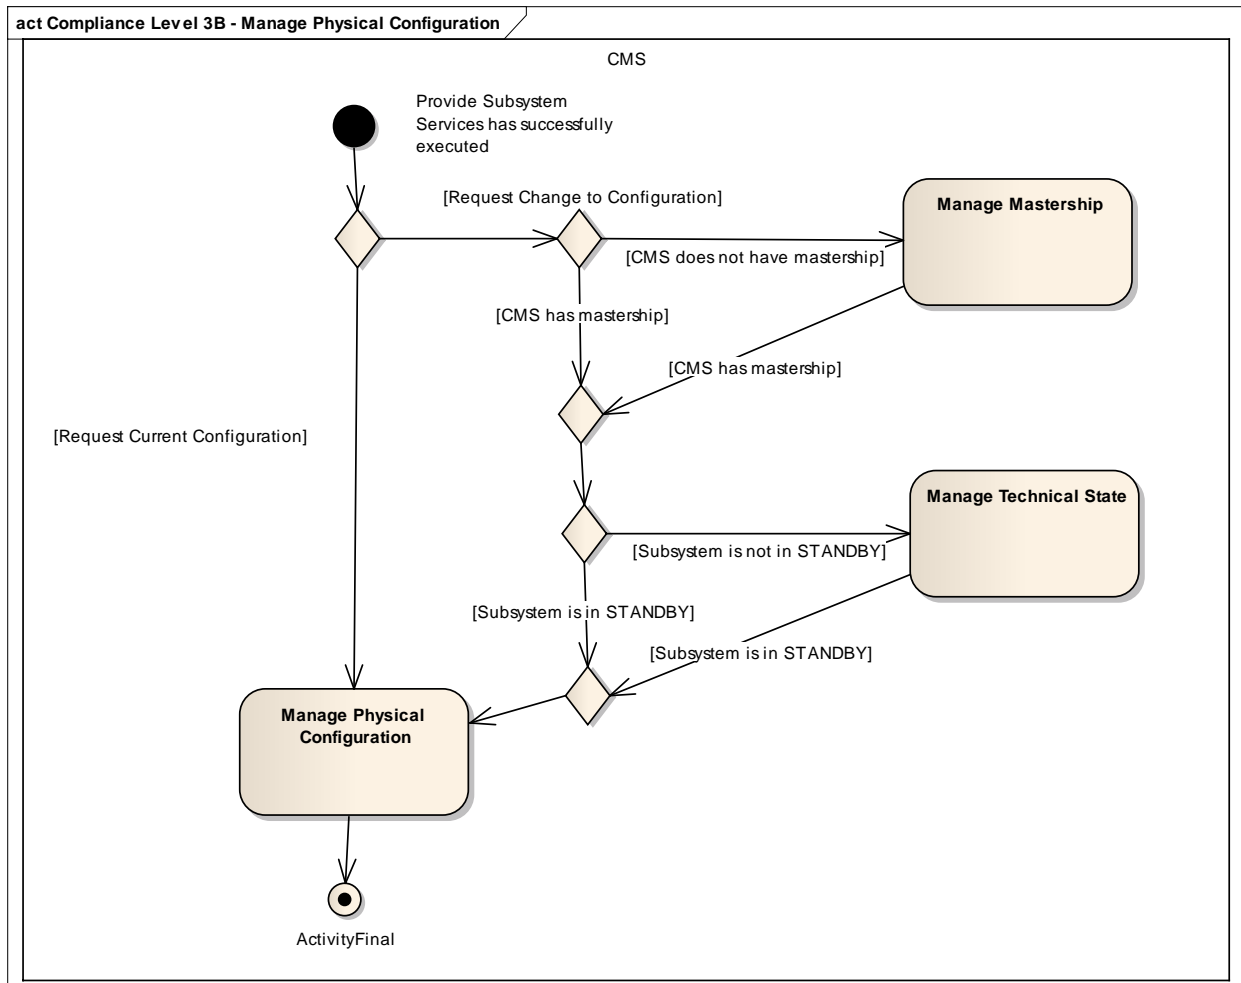 act Compliance Level 3B - Manage Physical Configuration
CMS
Provide Subsystem
Services has successfully
executed
[Request Change to Configuration]
Manage Mastership
[CMS does not have mastership]
[CMS has mastership]
[CMS has mastership]
[Request Current Configuration]
Manage Technical State
[Subsystem is not in STANDBY]
[Subsystem is in STANDBY]
[Subsystem is in STANDBY]
Manage Physical
Configuration
ActivityFinal